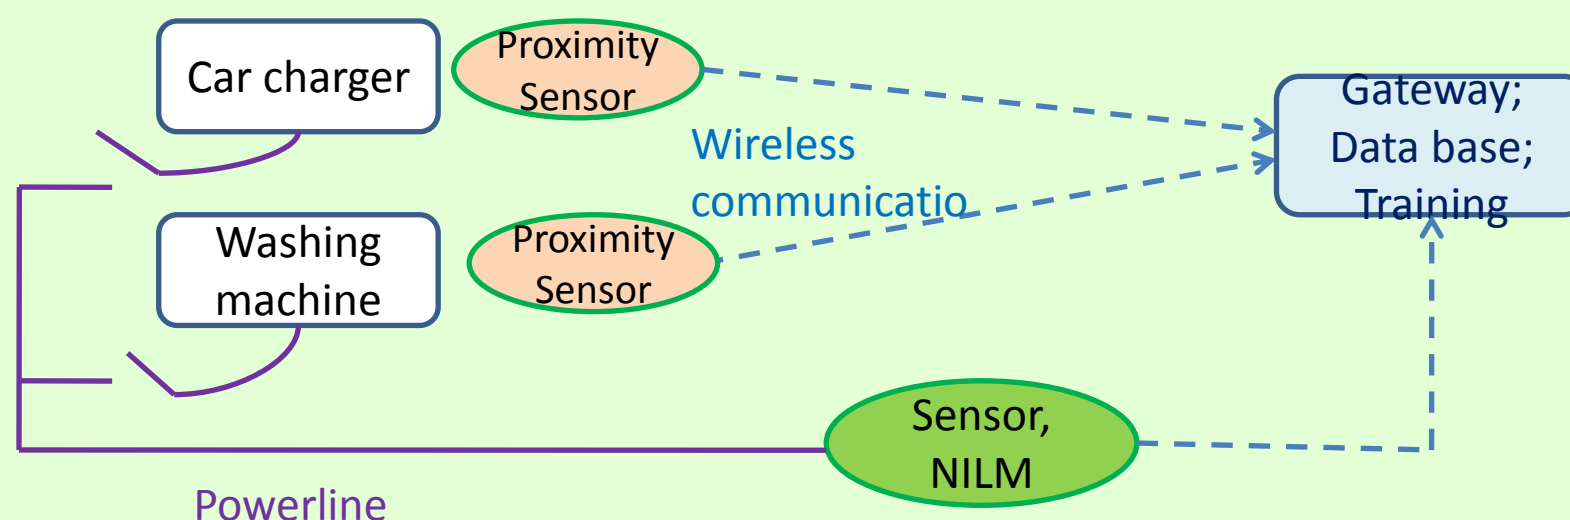 Car charger
Proximity
Sensor
Wireless
communicatio
Gateway;
Data base;
Training
Washing
machine
Proximity
Sensor
Sensor,
NILM
Powerline